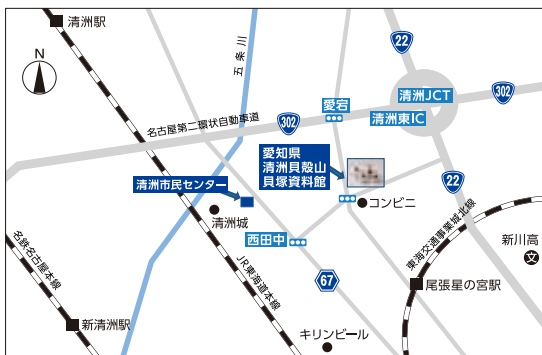 清洲駅
N
五条川
22
清洲JCT
302
愛宕
302
清洲東IC
名古屋第二環状自動車道
愛知県
清洲貝殻山
貝塚資料館
清洲市民センター
22
コンビニ
清洲城
西田中
東海交通事業城北線
新川高
文
名鉄名古屋本線
JR東海道本線
67
尾張星の宮駅
新清洲駅
キリンビール